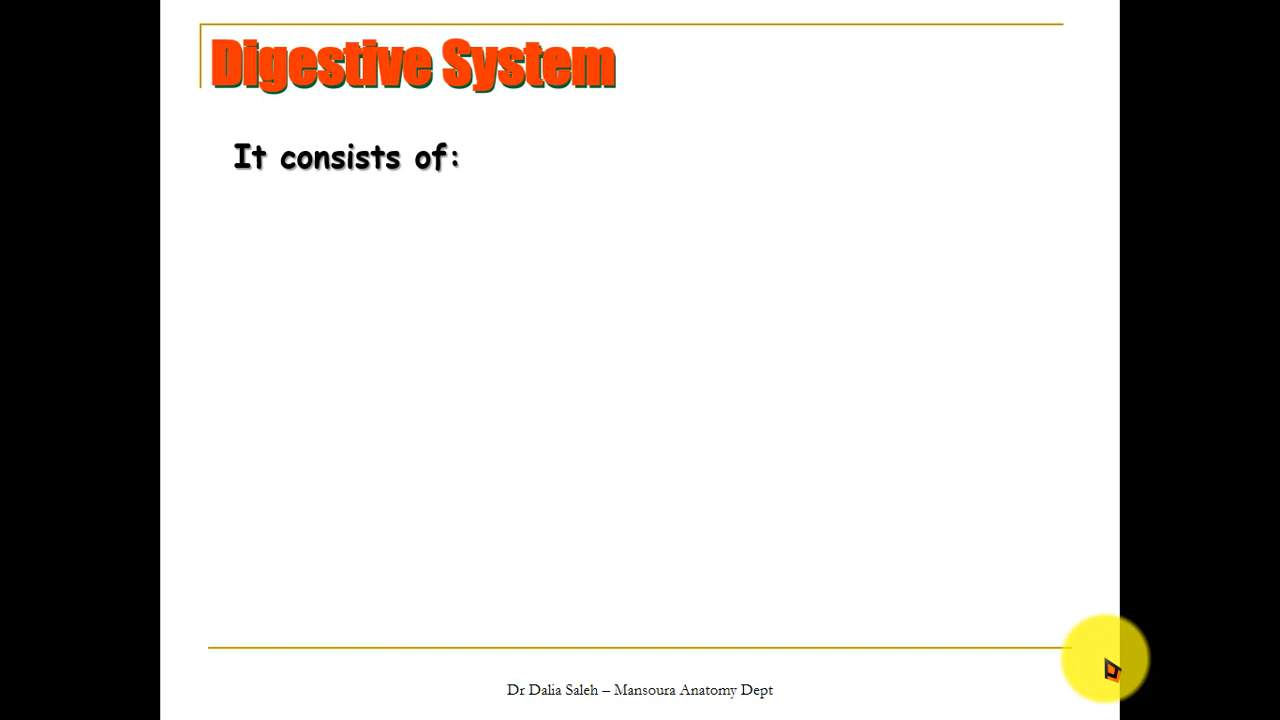 Digestive System
It consists of:
Dr Dalia Saleh – Mansoura Anatomy Dept